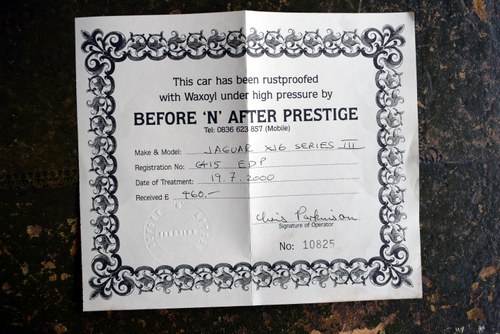 This car has been rustproofed
with Waxoyl under high pressure by
BEFORE 'N' AFTER PRESTIGE
Tel: 0836 623 857 (Mobile)
Make & Model: JAGUAR XJ6 SERIES III
Registration No: G415 EDP
Date of Treatment: 19.7.2000
Received £ 460.-
Chris Parkinson
Signature of Operator
No: 10825